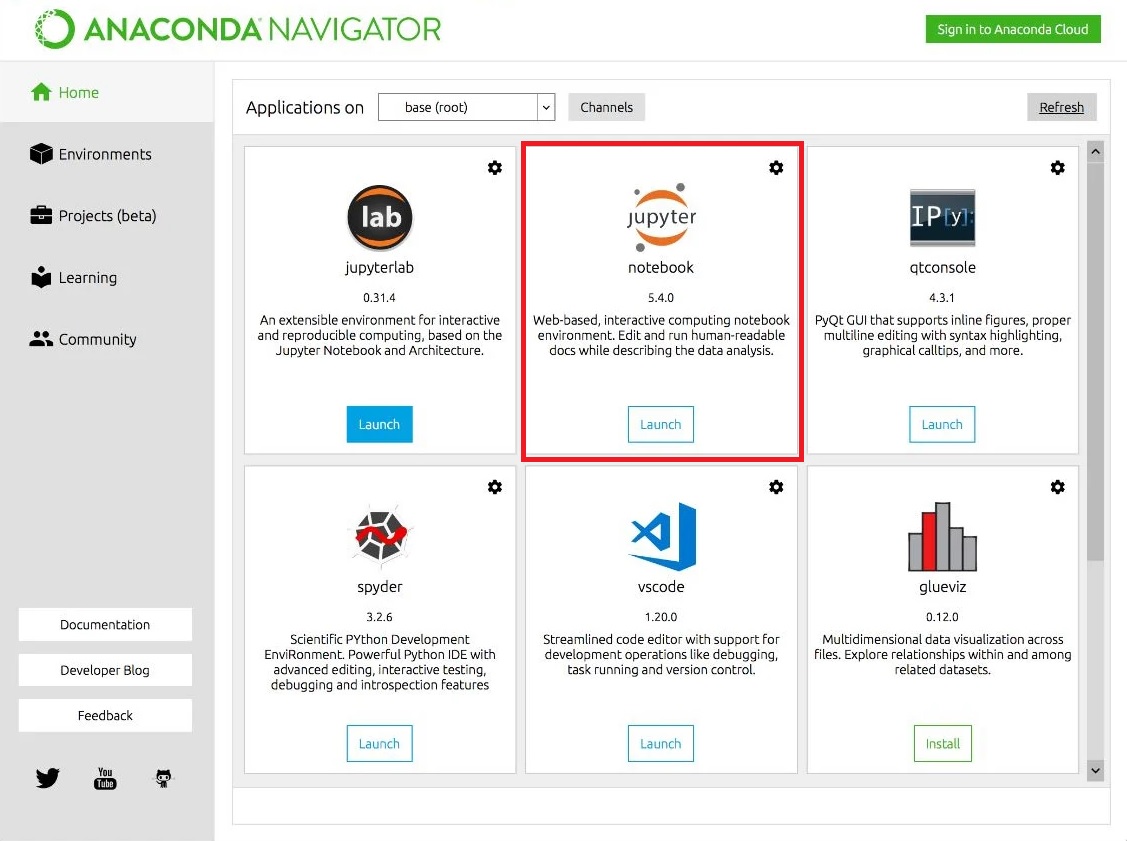 ANACONDA NAVIGATOR
Sign in to Anaconda Cloud
Home
Environments
Projects (beta)
Learning
Community
Documentation
Developer Blog
Feedback
You
Tube
Applications on
base (root)
Channels
Refresh
lab
jupyterlab
0.31.4
An extensible environment for interactive
and reproducible computing, based on the
Jupyter Notebook and Architecture.
Launch
jupyter
notebook
5.4.0
Web-based, interactive computing notebook
environment. Edit and run human-readable
docs while describing the data analysis.
Launch
IP[y]:
qtconsole
4.3.1
PyQt GUI that supports inline figures, proper
multiline editing with syntax highlighting,
graphical calltips, and more.
Launch
spyder
3.2.6
Scientific PYthon Development
EnviRonment. Powerful Python IDE with
advanced editing, interactive testing,
debugging and introspection features
Launch
vscode
1.20.0
Streamlined code editor with support for
development operations like debugging,
task running and version control.
Launch
glueviz
0.12.0
Multidimensional data visualization across
files. Explore relationships within and among
related datasets.
Install